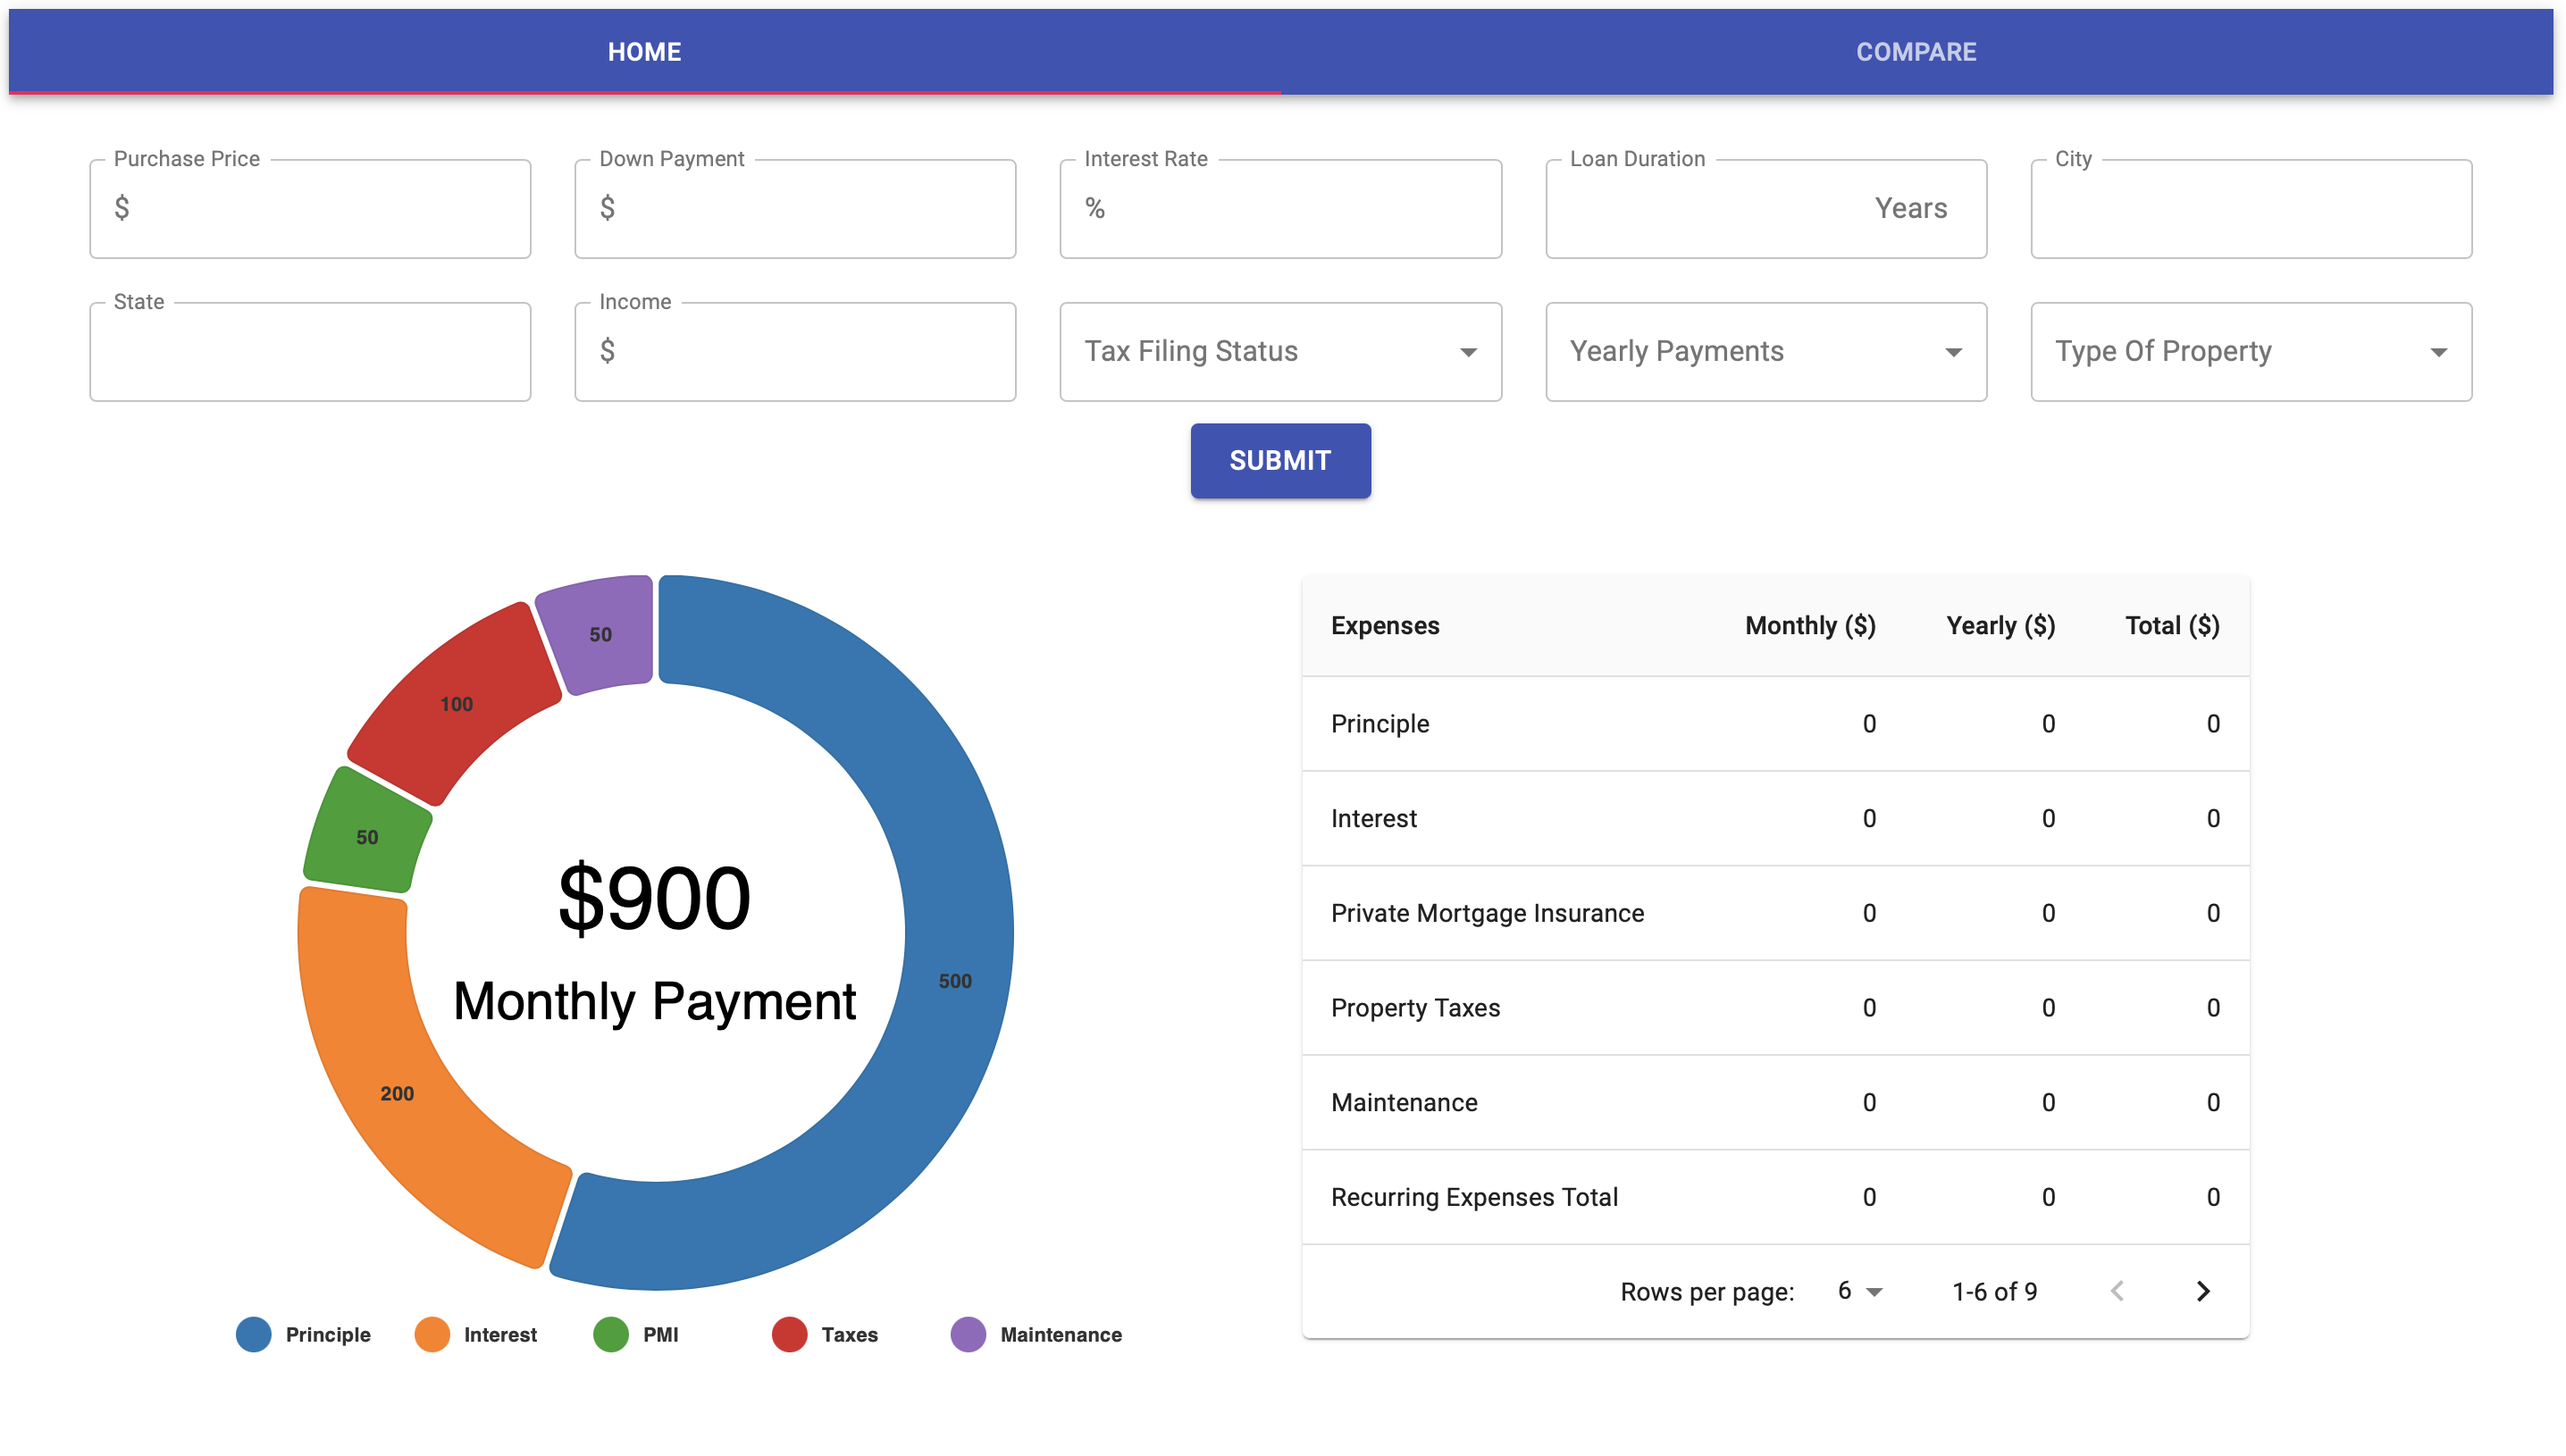 HOME COMPARE
Purchase Price Down Payment Interest Rate Loan Duration City
$ $ % Years
State Income
$ Tax Filing Status Yearly Payments Type Of Property
SUBMIT
50
100
50
$900
Monthly Payment
500
200
Principle Interest PMI Taxes Maintenance
Expenses Monthly ($) Yearly ($) Total ($)
Principle 0 0 0
Interest 0 0 0
Private Mortgage Insurance 0 0 0
Property Taxes 0 0 0
Maintenance 0 0 0
Recurring Expenses Total 0 0 0
Rows per page: 6 1-6 of 9